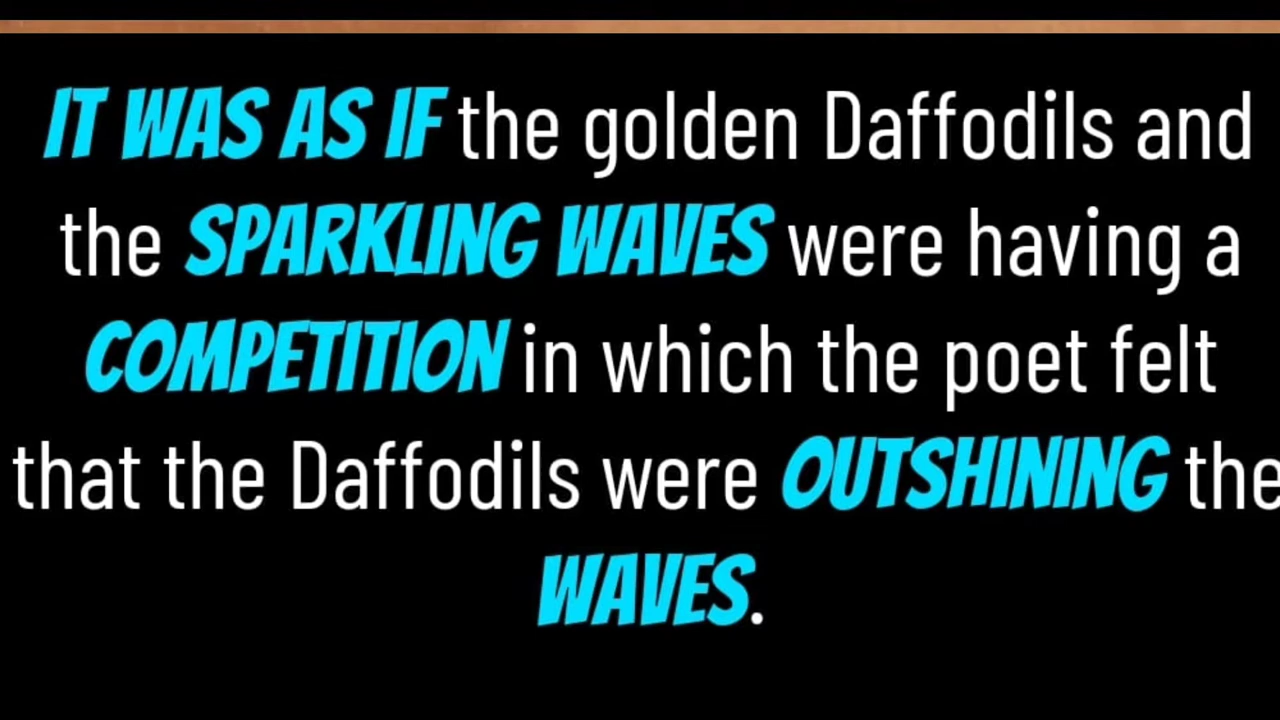 IT WAS AS IF the golden Daffodils and
the SPARKLING WAVES were having a
COMPETITION in which the poet felt
that the Daffodils were OUTSHINING the
WAVES.